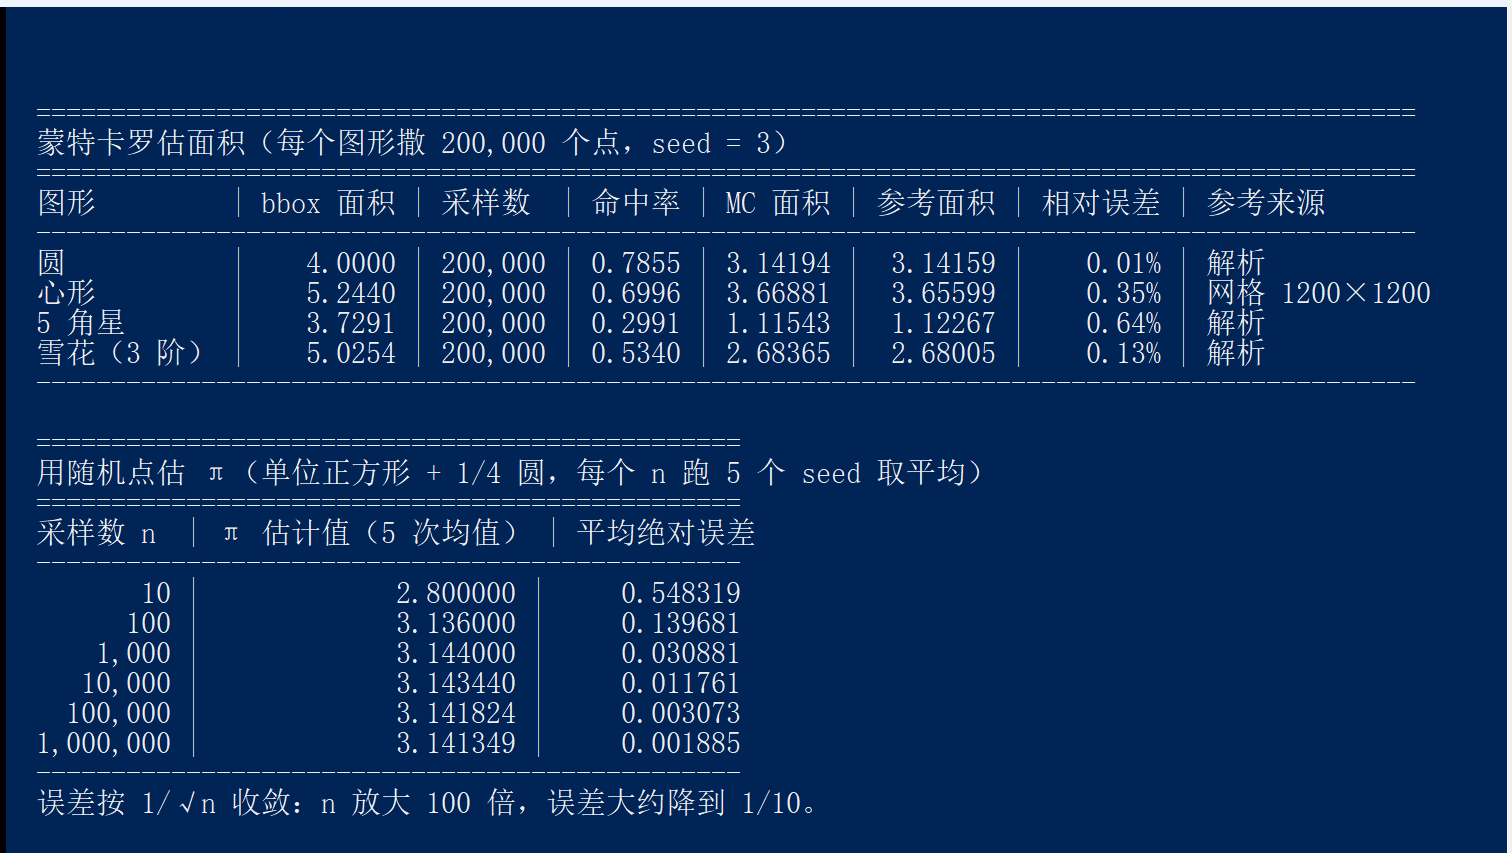 ============================================================================================
蒙特卡罗估面积（每个图形撒 200,000 个点，seed = 3）
============================================================================================
图形         | bbox 面积 | 采样数  | 命中率 | MC 面积 | 参考面积 | 相对误差 | 参考来源
--------------------------------------------------------------------------------------------
圆           |    4.0000 | 200,000 | 0.7855 | 3.14194 |  3.14159 |    0.01% | 解析
心形         |    5.2440 | 200,000 | 0.6996 | 3.66881 |  3.65599 |    0.35% | 网格 1200×1200
5 角星       |    3.7291 | 200,000 | 0.2991 | 1.11543 |  1.12267 |    0.64% | 解析
雪花（3 阶） |    5.0254 | 200,000 | 0.5340 | 2.68365 |  2.68005 |    0.13% | 解析
--------------------------------------------------------------------------------------------
===============================================
用随机点估 π（单位正方形 + 1/4 圆，每个 n 跑 5 个 seed 取平均）
===============================================
采样数 n  | π 估计值（5 次均值） | 平均绝对误差
-----------------------------------------------
       10 |             2.800000 |     0.548319
      100 |             3.136000 |     0.139681
    1,000 |             3.144000 |     0.030881
   10,000 |             3.143440 |     0.011761
  100,000 |             3.141824 |     0.003073
1,000,000 |             3.141349 |     0.001885
-----------------------------------------------
误差按 1/√n 收敛：n 放大 100 倍，误差大约降到 1/10。